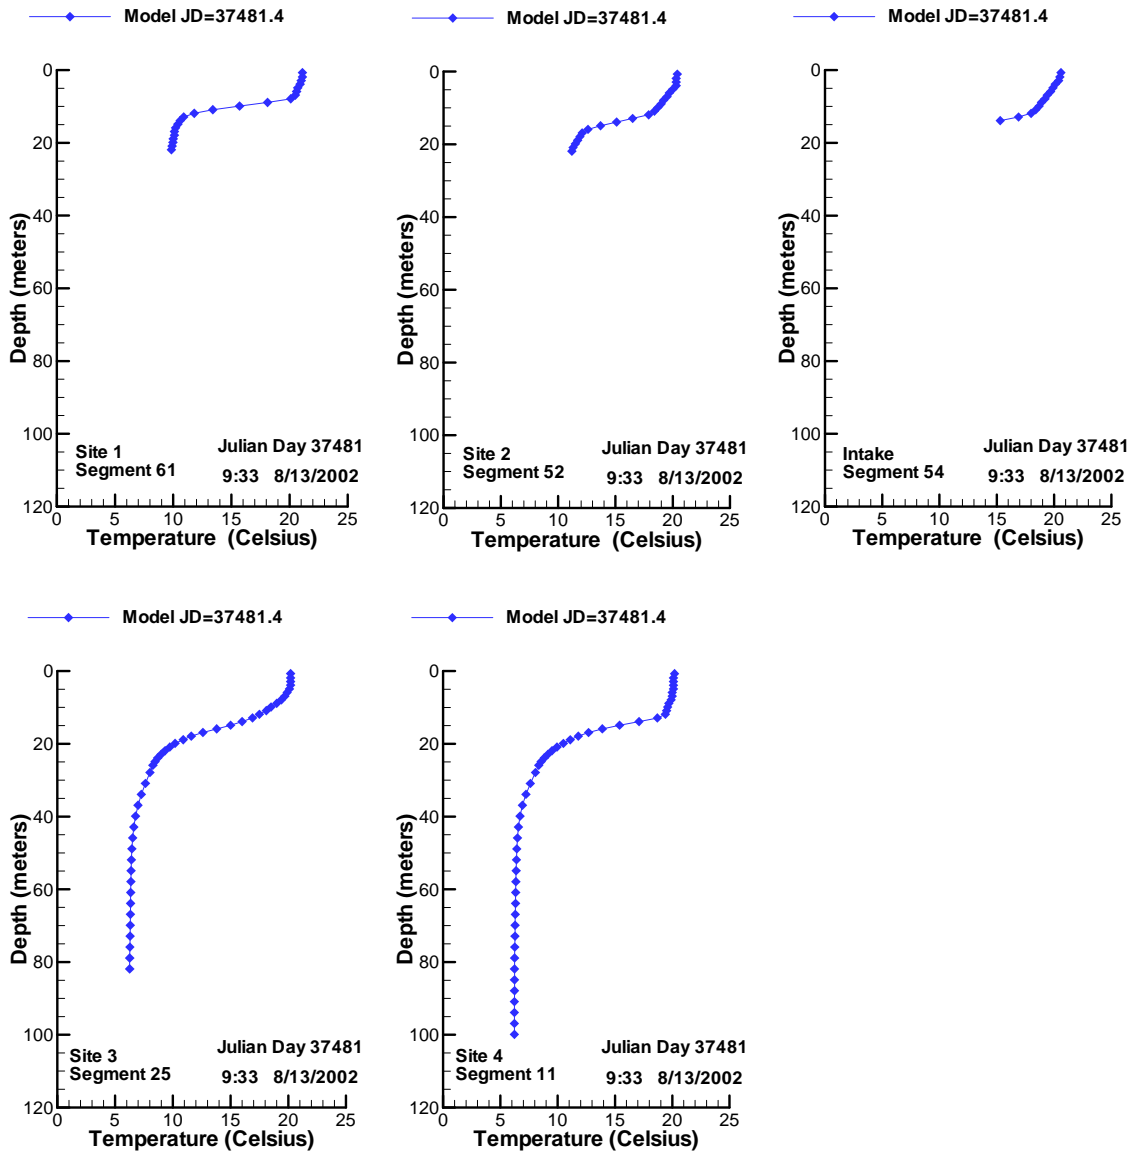 Model JD=37481.4
0
20
40
60
80
100
120
Depth (meters)
Site 1
Segment 61
Julian Day 37481
9:33 8/13/2002
0 5 10 15 20 25
Temperature (Celsius)
Model JD=37481.4
0
20
40
60
80
100
120
Depth (meters)
Site 2
Segment 52
Julian Day 37481
9:33 8/13/2002
0 5 10 15 20 25
Temperature (Celsius)
Model JD=37481.4
0
20
40
60
80
100
120
Depth (meters)
Intake
Segment 54
Julian Day 37481
9:33 8/13/2002
0 5 10 15 20 25
Temperature (Celsius)
Model JD=37481.4
0
20
40
60
80
100
120
Depth (meters)
Site 3
Segment 25
Julian Day 37481
9:33 8/13/2002
0 5 10 15 20 25
Temperature (Celsius)
Model JD=37481.4
0
20
40
60
80
100
120
Depth (meters)
Site 4
Segment 11
Julian Day 37481
9:33 8/13/2002
0 5 10 15 20 25
Temperature (Celsius)